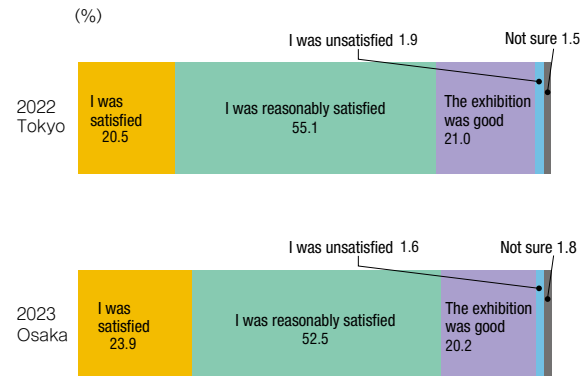 (%)
I was unsatisfied 1.9
Not sure 1.5
2022
Tokyo
I was
satisfied
20.5
I was reasonably satisfied
55.1
The exhibition
was good
21.0
I was unsatisfied 1.6
Not sure 1.8
2023
Osaka
I was
satisfied
23.9
I was reasonably satisfied
52.5
The exhibition
was good
20.2